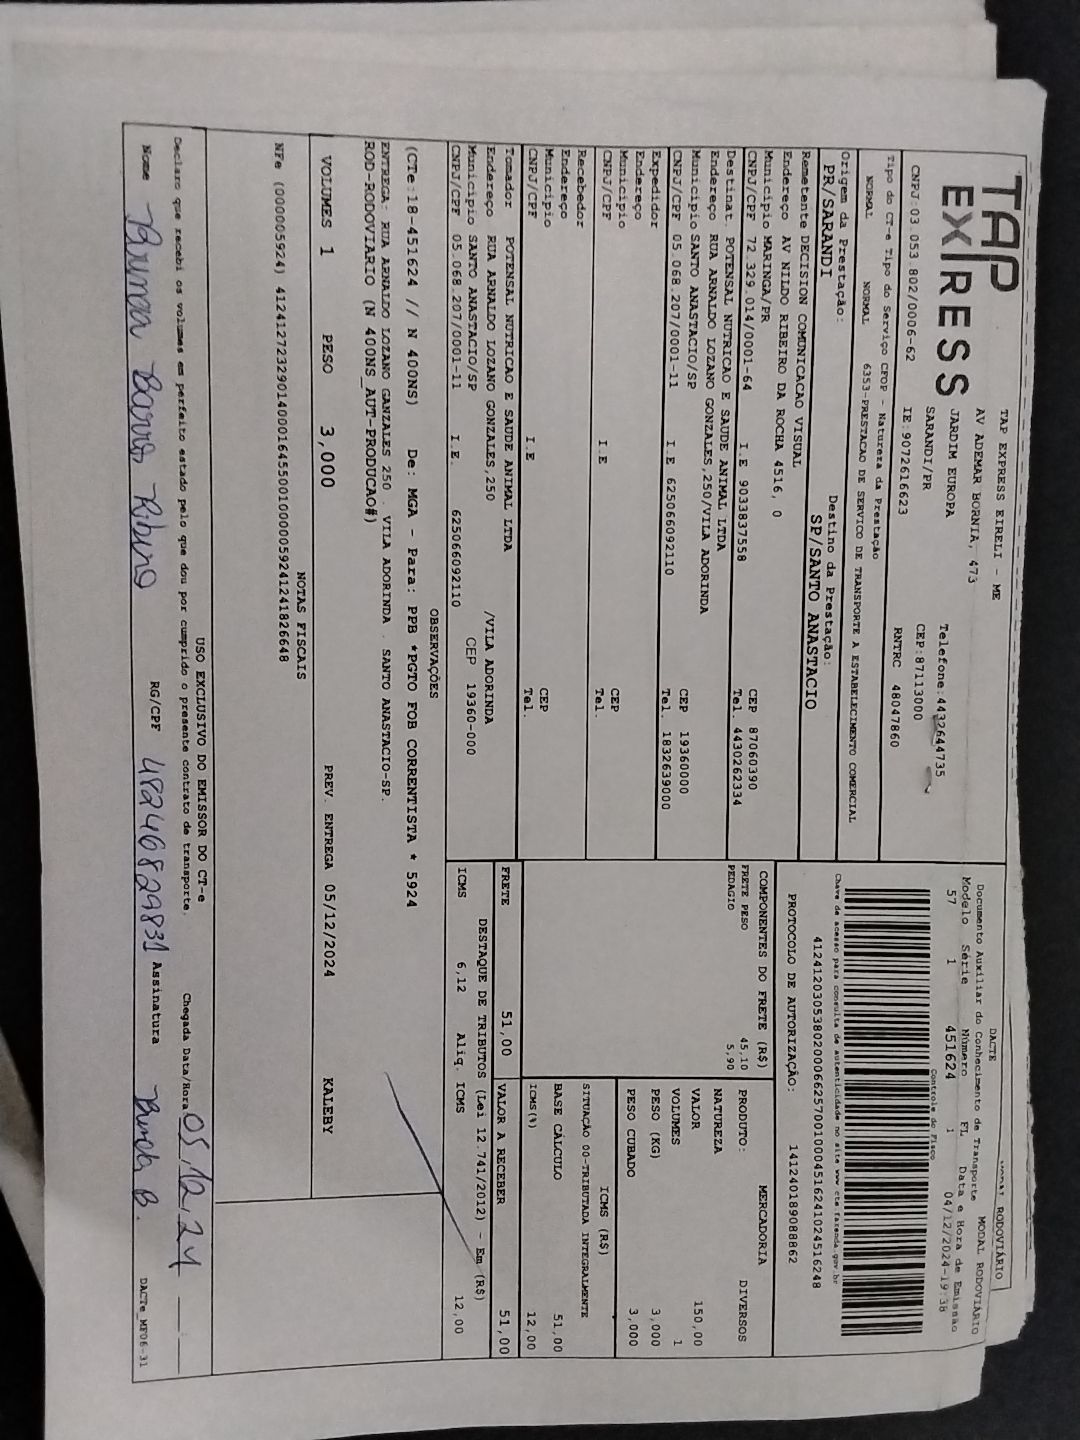 TAP
EXPRESS
TAP EXPRESS EIRELI - ME
AV ADEMAR BORNIA, 473
JARDIM EUROPA
SARANDI/PR
Telefone:4432644735
CEP:87113000
CNPJ:03.053.802/0006-62 IE:9072616623 RNTRC 48047860
Tipo do CT-e Tipo do Serviço CFOP - Natureza da Prestação
NORMAL NORMAL 6353-PRESTACAO DE SERVICO DE TRANSPORTE A ESTABELECIMENTO COMERCIAL
Origem da Prestação: Destino da Prestação:
PR/SARANDI SP/SANTO ANASTACIO
Remetente DECISION COMUNICACAO VISUAL
Endereço AV NILDO RIBEIRO DA ROCHA 4516, 0
Município MARINGA/PR CEP 87060390
CNPJ/CPF 72.329.014/0001-64 I.E 9033837558 Tel. 4430262334
Destinat. POTENSAL NUTRICAO E SAUDE ANIMAL LTDA
Endereço RUA ARNALDO LOZANO GONZALES,250/VILA ADORINDA
Município SANTO ANASTACIO/SP CEP 19360000
CNPJ/CPF 05.068.207/0001-11 I.E 625066092110 Tel. 1832639000
Expedidor
Endereço
Município CEP
CNPJ/CPF I.E Tel.
Recebedor
Endereço
Município CEP
CNPJ/CPF I.E Tel.
Tomador POTENSAL NUTRICAO E SAUDE ANIMAL LTDA
Endereço RUA ARNALDO LOZANO GONZALES,250 /VILA ADORINDA
Município SANTO ANASTACIO/SP CEP 19360-000
CNPJ/CPF 05.068.207/0001-11 I.E. 625066092110
MODAL RODOVIÁRIO
DACTE
Documento Auxiliar do Conhecimento de Transporte MODAL RODOVIÁRIO
Modelo Série Número FL Data e Hora de Emissão
57 1 451624 1 04/12/2024-19:38
Controle do Fisco
Chave de acesso para consulta de autenticidade no site www.cte.fazenda.gov.br
41241203053802000662570010004516241024516248
PROTOCOLO DE AUTORIZAÇÃO: 141240189088862
COMPONENTES DO FRETE (R$)
FRETE PESO 45,10
PEDAGIO 5,90
PRODUTO: MERCADORIA
NATUREZA DIVERSOS
VALOR 150,00
VOLUMES 1
PESO (KG) 3,000
PESO CUBADO 3,000
ICMS (R$)
SITUAÇÃO 00-TRIBUTADA INTEGRALMENTE
BASE CÁLCULO 51,00
ICMS(%) 12,00
FRETE 51,00 VALOR A RECEBER 51,00
DESTAQUE DE TRIBUTOS (Lei 12.741/2012) - Em (R$)
ICMS 6,12 Aliq. ICMS 12,00
OBSERVAÇÕES
(CTe:18-451624 // N 400NS) De: MGA - Para: PPB *PGTO FOB CORRENTISTA * 5924
ENTREGA: RUA ARNALDO LOZANO GANZALES 250 . VILA ADORINDA . SANTO ANASTACIO-SP.
ROD-RODOVIARIO (N 400NS_AUT-PRODUCAO#)
VOLUMES 1 PESO 3,000 PREV. ENTREGA 05/12/2024 KALEBY
NOTAS FISCAIS
NFe (000005924) 41241272329014000164550010000059241241826648
USO EXCLUSIVO DO EMISSOR DO CT-e
Declaro que recebi os volumes em perfeito estado pelo que dou por cumprido o presente contrato de transporte. Chegada Data/Hora 05/12/24
Nome Barros Ribeiro RG/CPF 48246829831 Assinatura B.
DACTe_MF06-31